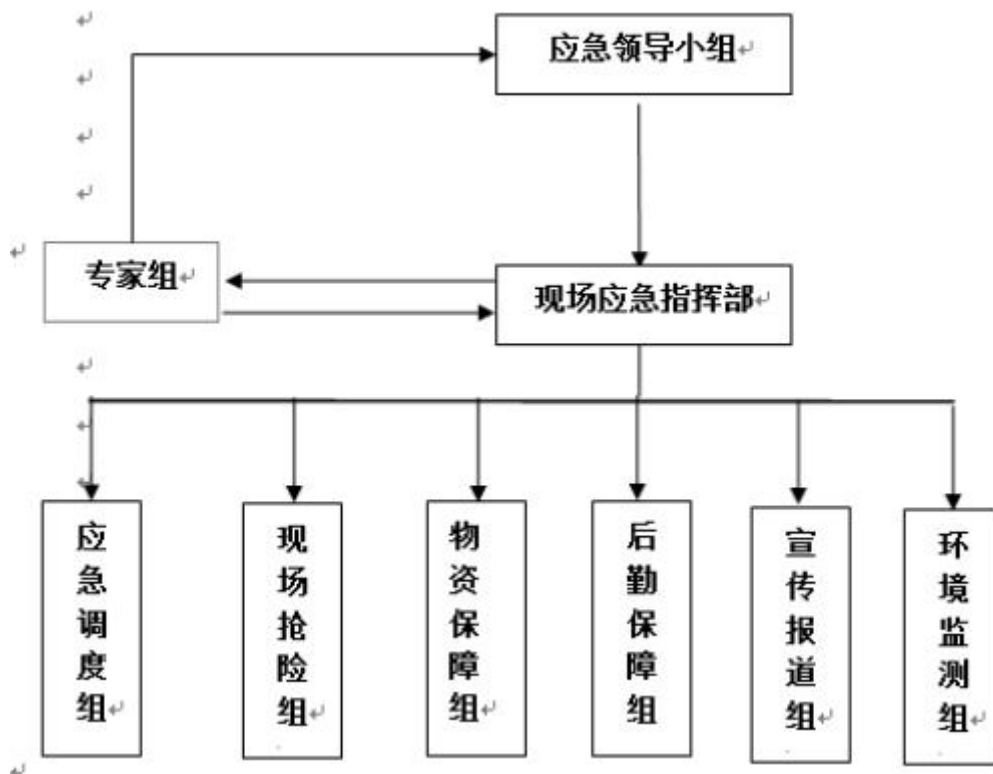 应急领导小组
专家组
现场应急指挥部
应急调度组
现场抢险组
物资保障组
后勤保障组
宣传报道组
环境监测组